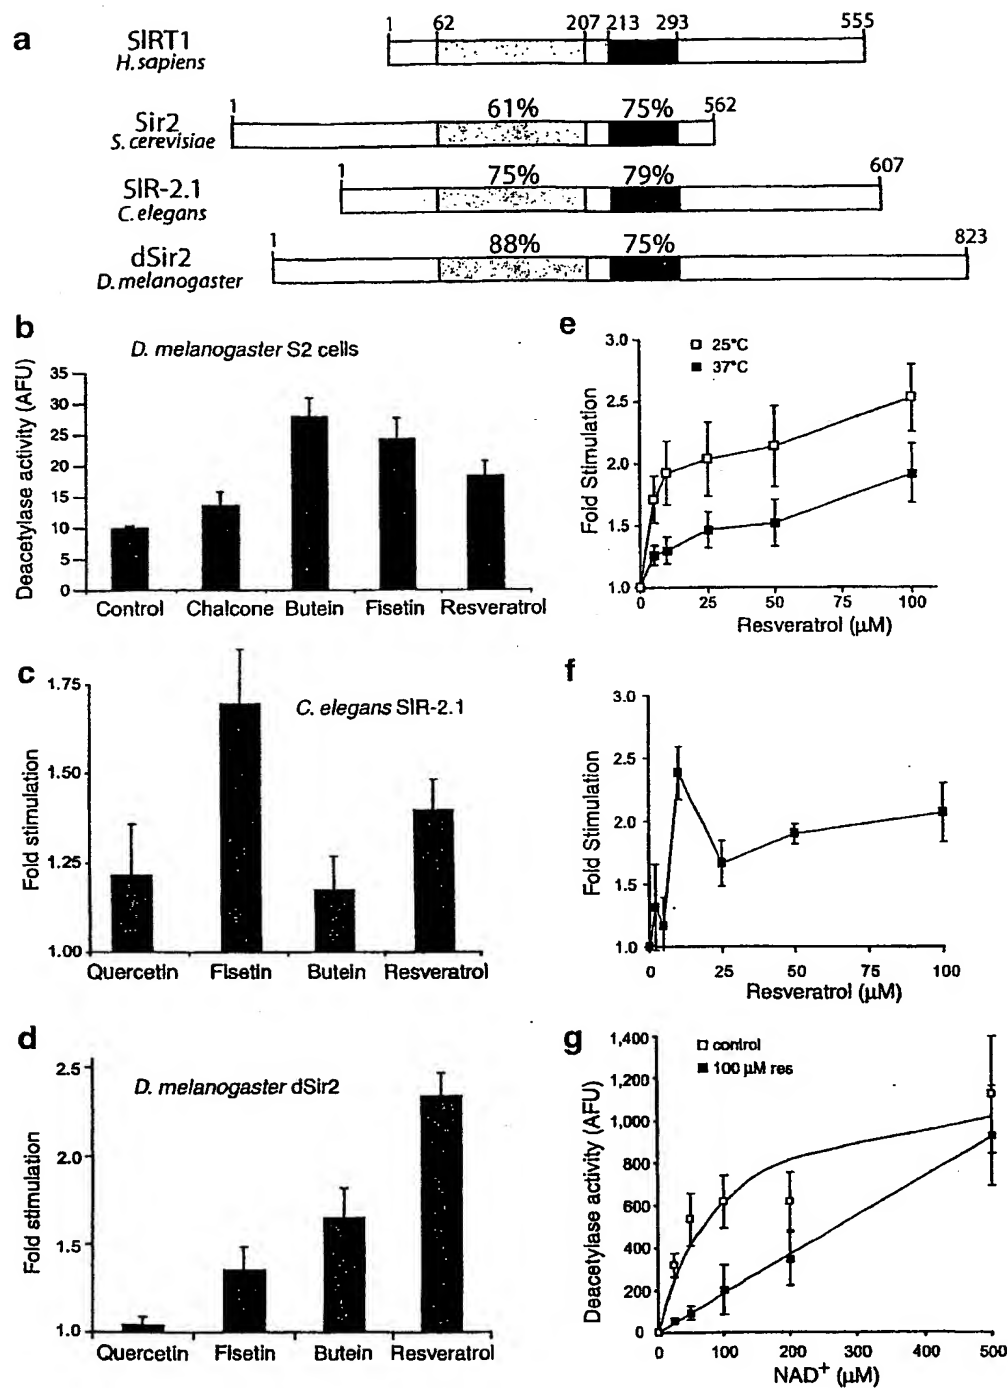 a
SIRT1
H.sapiens
1 62 207 213 293 555
Sir2
S.cerevisiae
1 61% 75% 562
SIR-2.1
C.elegans
1 75% 79% 607
dSir2
D.melanogaster
1 88% 75% 823
b
D. melanogaster S2 cells
Deacetylase activity (AFU)
35
30
25
20
15
10
5
0
Control Chalcone Butein Fisetin Resveratrol
e
25°C
37°C
Fold Stimulation
3.0
2.5
2.0
1.5
1.0
0 25 50 75 100
Resveratrol (µM)
c
C. elegans SIR-2.1
Fold stimulation
1.75
1.50
1.25
1.00
Quercetin Fisetin Butein Resveratrol
f
Fold Stimulation
3.0
2.5
2.0
1.5
1.0
0 25 50 75 100
Resveratrol (µM)
d
D. melanogaster dSir2
Fold stimulation
2.5
2.0
1.5
1.0
Quercetin Fisetin Butein Resveratrol
g
control
100 µM res
Deacetylase activity (AFU)
1,400
1,200
1,000
800
600
400
200
0
0 100 200 300 400 500
NAD+ (µM)